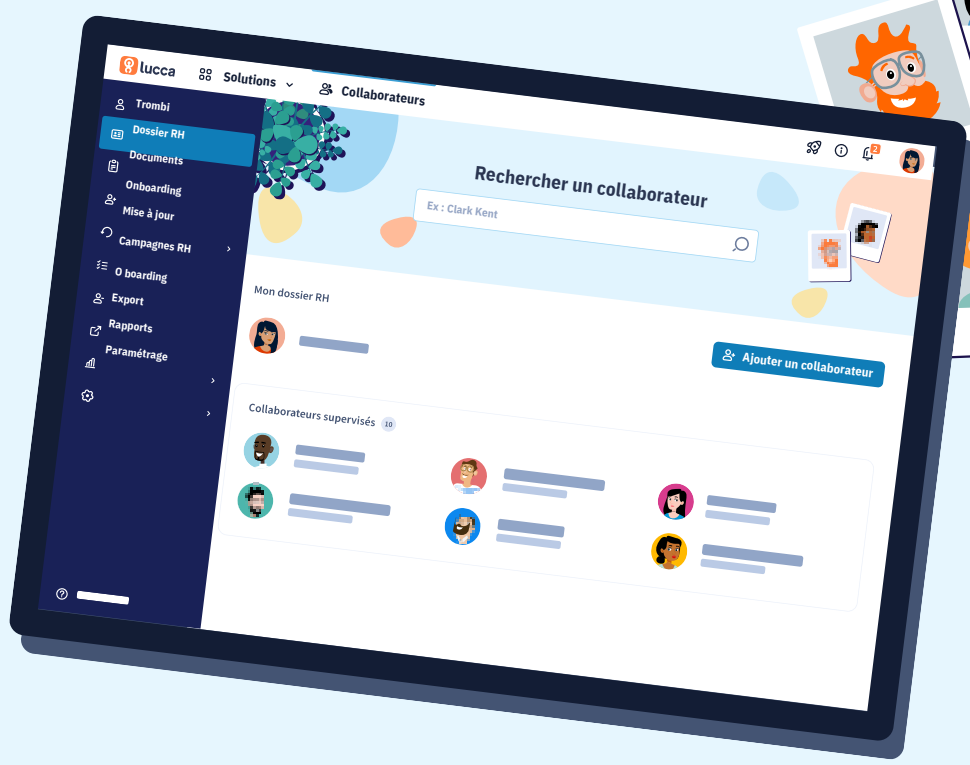 lucca
Solutions
Collaborateurs
2
Trombi
Dossier RH
Documents
Onboarding
Mise à jour
Campagnes RH
O boarding
Export
Rapports
Paramétrage
Rechercher un collaborateur
Ex : Clark Kent
Mon dossier RH
Ajouter un collaborateur
Collaborateurs supervisés 10